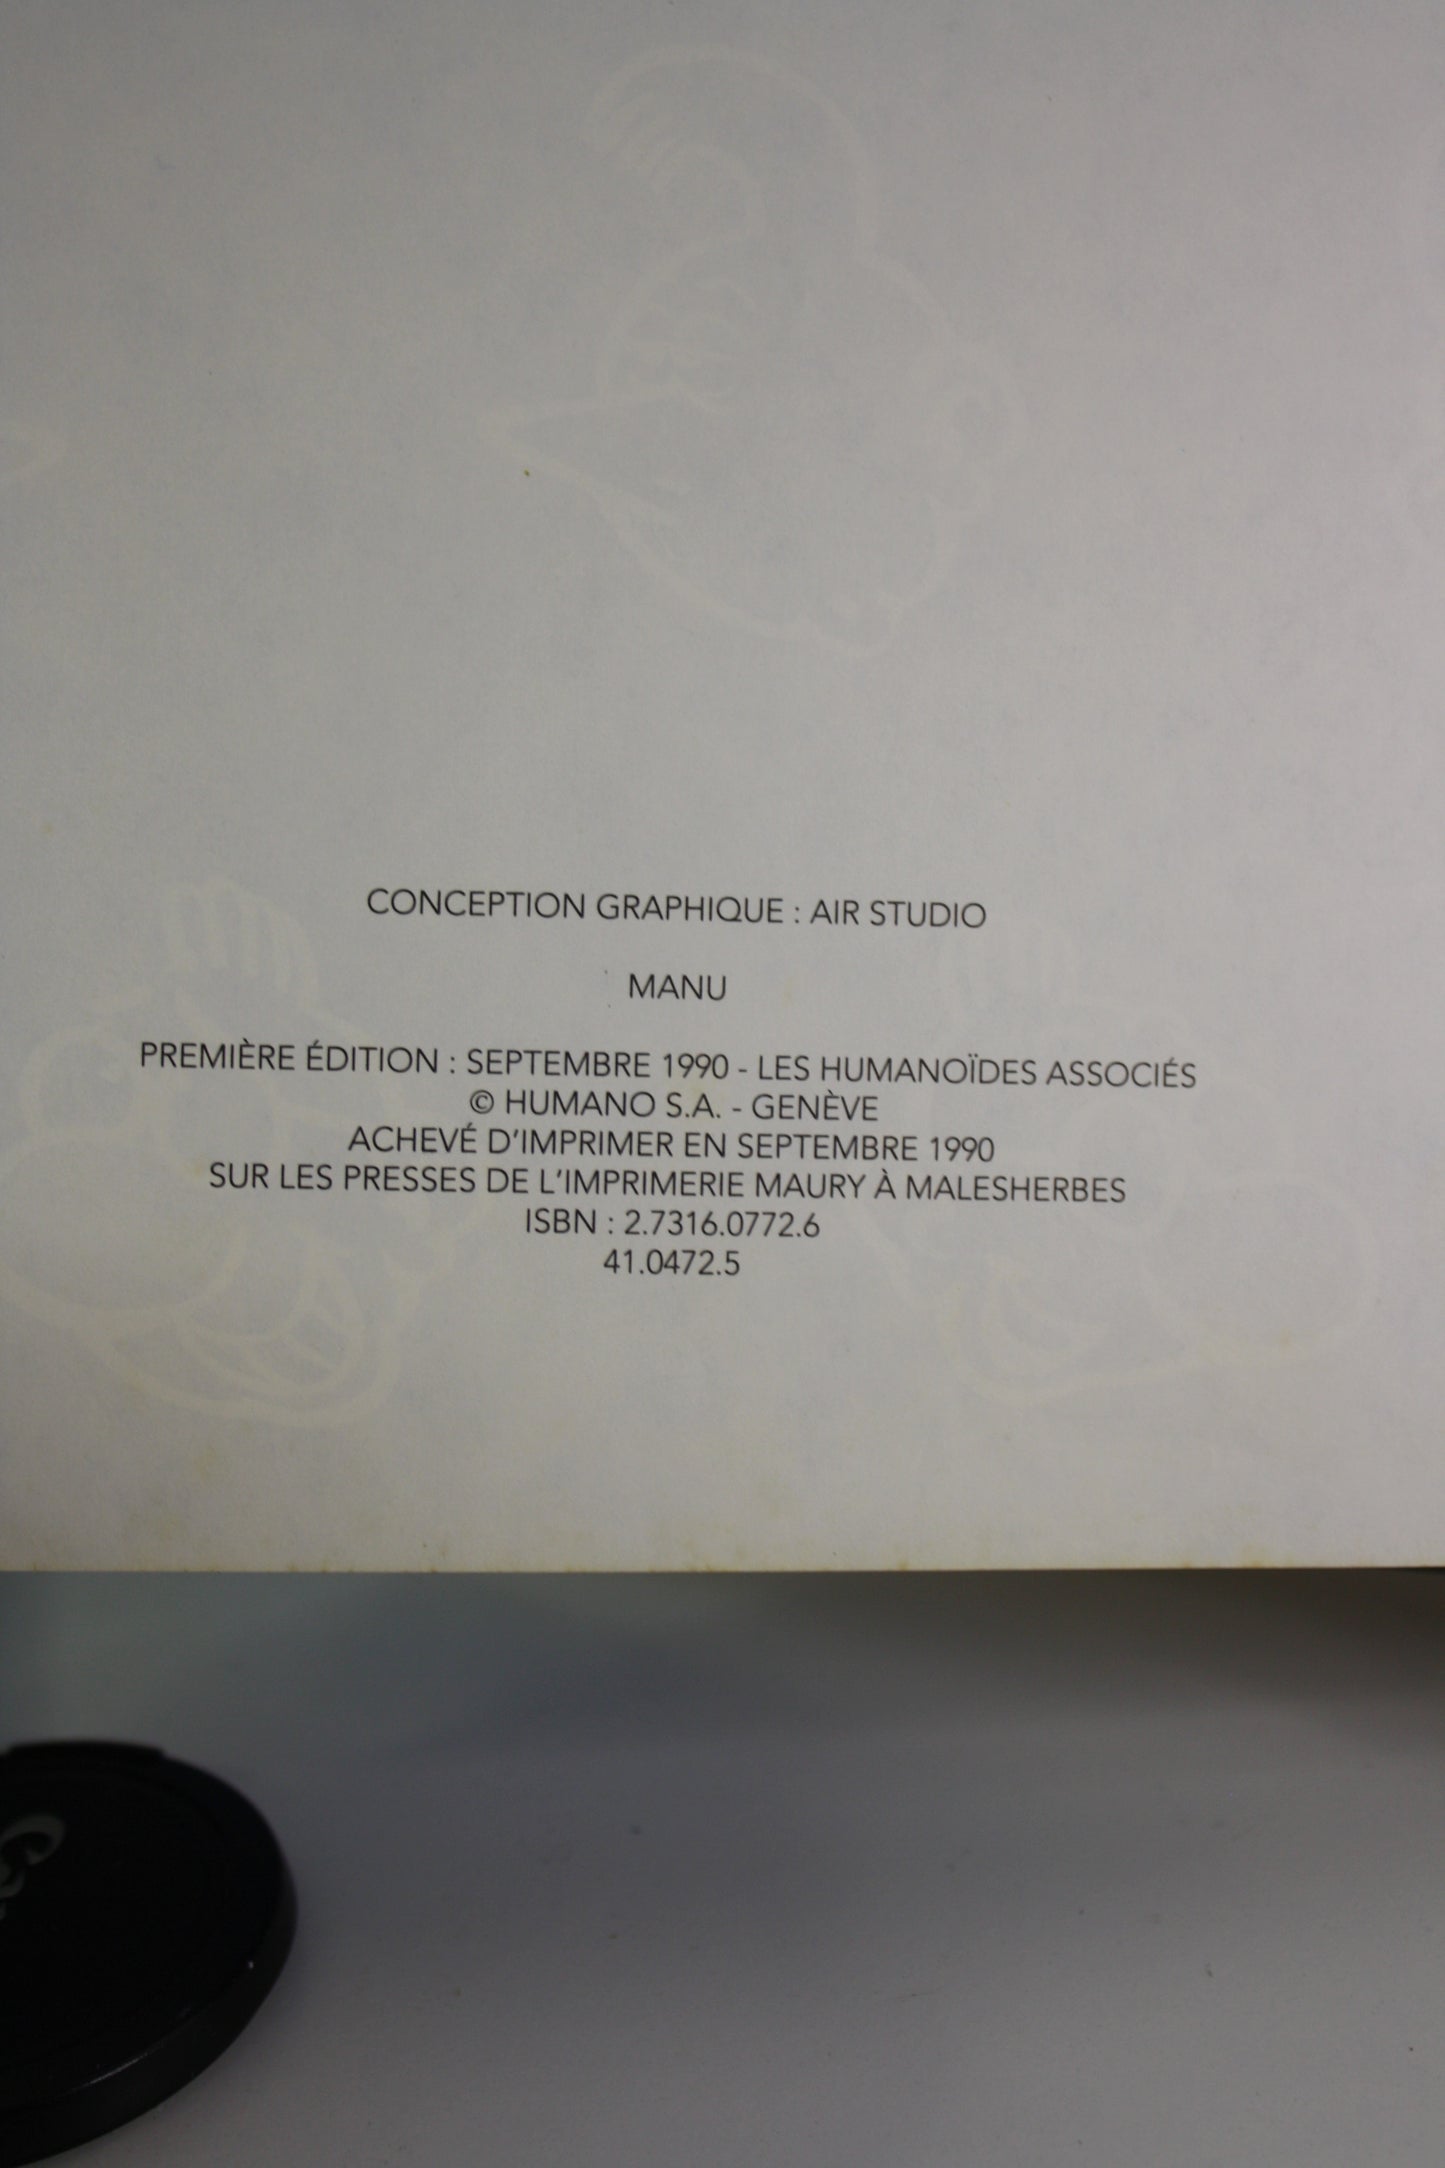 CONCEPTION GRAPHIQUE : AIR STUDIO
MANU
PREMIÈRE ÉDITION : SEPTEMBRE 1990 - LES HUMANOÏDES ASSOCIÉS
© HUMANO S.A. - GENÈVE
ACHEVÉ D'IMPRIMER EN SEPTEMBRE 1990
SUR LES PRESSES DE L'IMPRIMERIE MAURY À MALESHERBES
ISBN : 2.7316.0772.6
41.0472.5